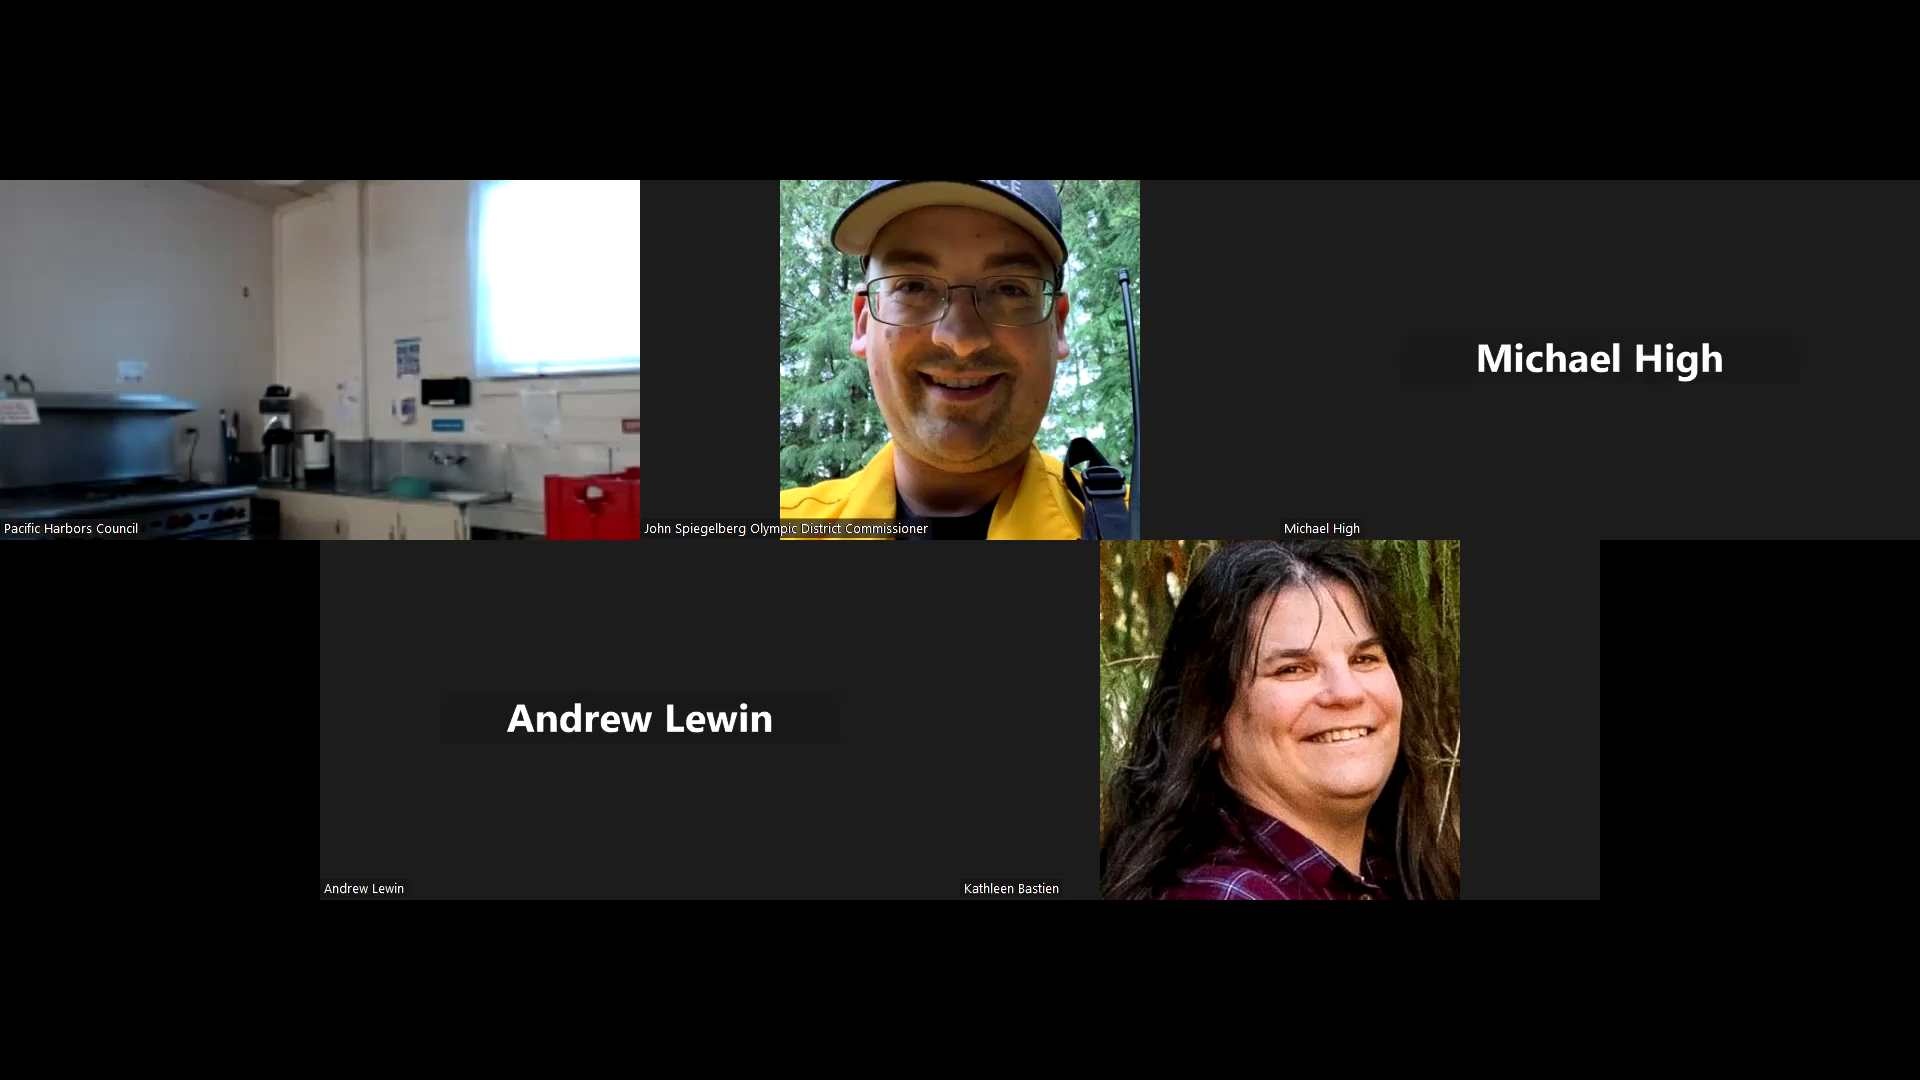 Pacific Harbors Council
John Spiegelberg Olympic District Commissioner
Michael High
Michael High
Andrew Lewin
Andrew Lewin
Kathleen Bastien